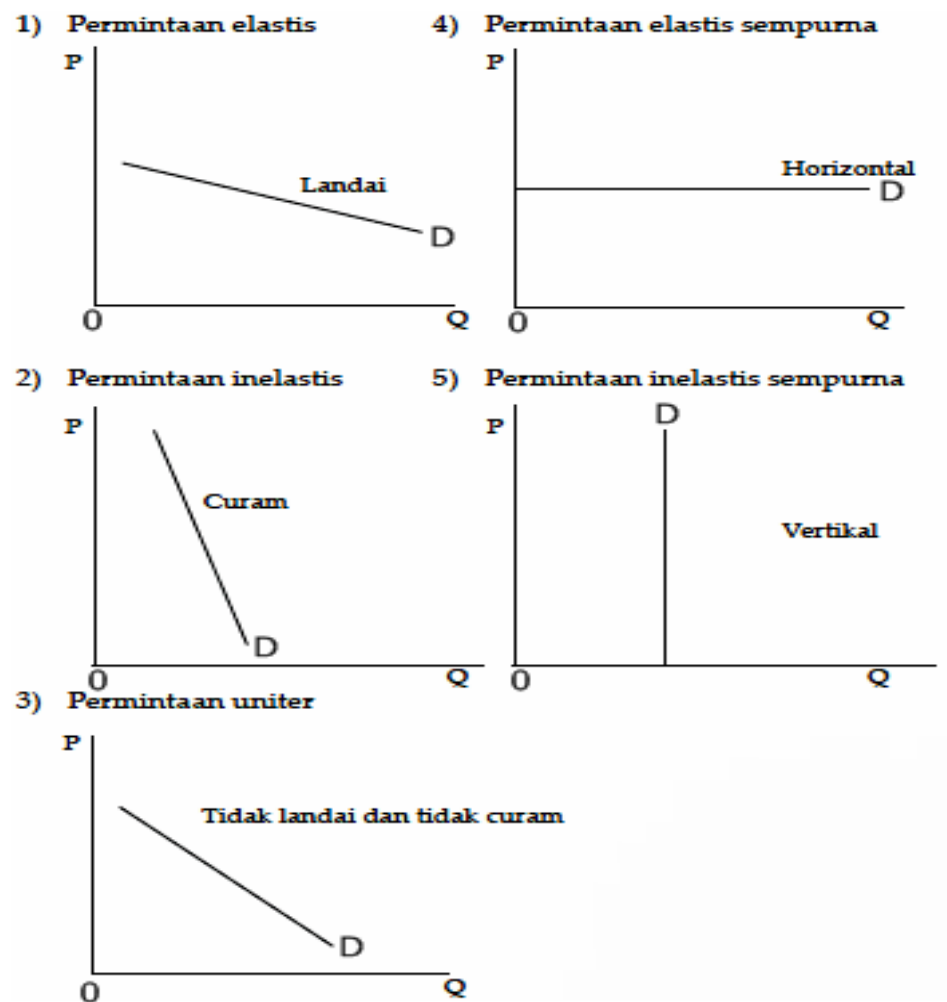 1) Permintaan elastis
P
Landai
D
0
Q
4) Permintaan elastis sempurna
P
Horizontal
D
0
Q
2) Permintaan inelastis
P
Curam
D
0
Q
5) Permintaan inelastis sempurna
D
P
Vertikal
0
Q
3) Permintaan uniter
P
Tidak landai dan tidak curam
D
0
Q